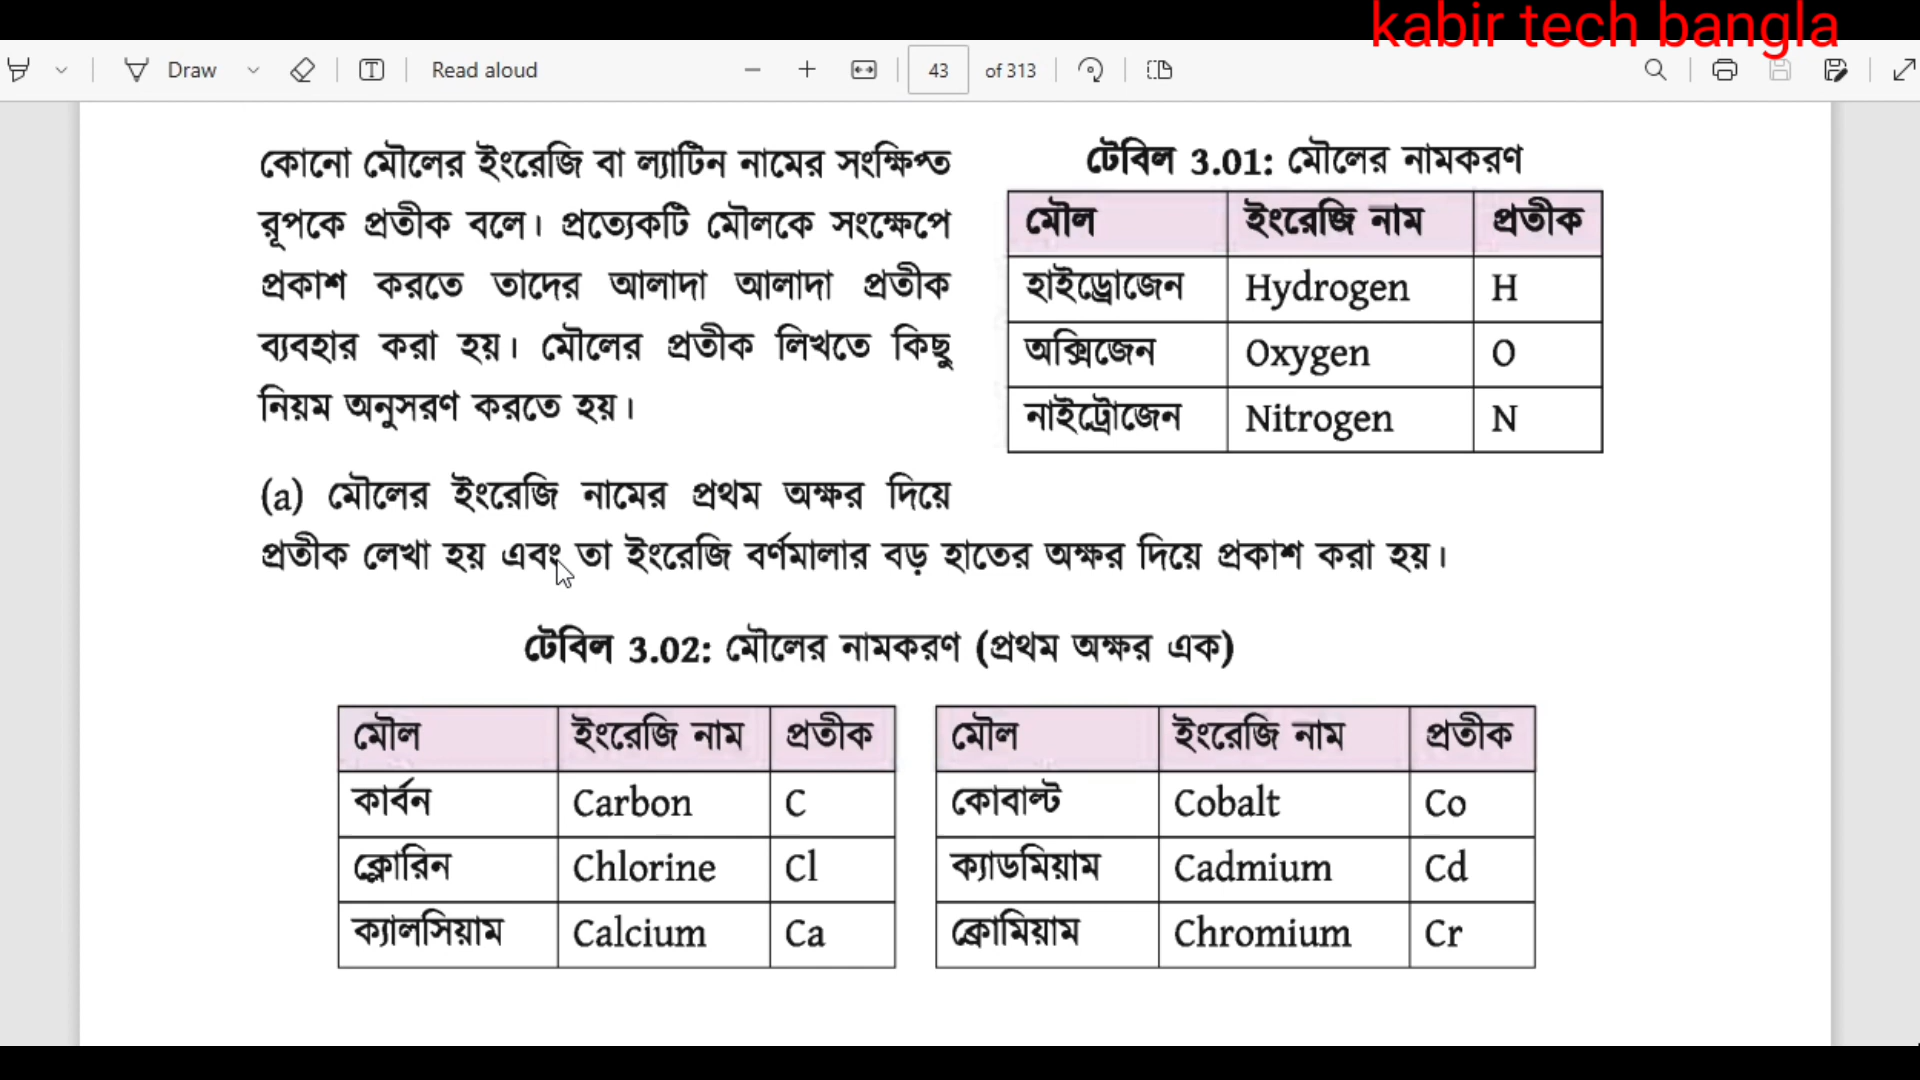 kabir tech bangla
Draw
Read aloud
43
of 313
কোনো মৌলের ইংরেজি বা ল্যাটিন নামের সংক্ষিপ্ত
রূপকে প্রতীক বলে। প্রত্যেকটি মৌলকে সংক্ষেপে
প্রকাশ করতে তাদের আলাদা আলাদা প্রতীক
ব্যবহার করা হয়। মৌলের প্রতীক লিখতে কিছু
নিয়ম অনুসরণ করতে হয়।
(a) মৌলের ইংরেজি নামের প্রথম অক্ষর দিয়ে
টেবিল 3.01: মৌলের নামকরণ
মৌল ইংরেজি নাম প্রতীক
হাইড্রোজেন Hydrogen H
অক্সিজেন Oxygen O
নাইট্রোজেন Nitrogen N
প্রতীক লেখা হয় এবং তা ইংরেজি বর্ণমালার বড় হাতের অক্ষর দিয়ে প্রকাশ করা হয়।
টেবিল 3.02: মৌলের নামকরণ (প্রথম অক্ষর এক)
মৌল ইংরেজি নাম প্রতীক
কার্বন Carbon C
ক্লোরিন Chlorine Cl
ক্যালসিয়াম Calcium Ca
মৌল ইংরেজি নাম প্রতীক
কোবাল্ট Cobalt Co
ক্যাডমিয়াম Cadmium Cd
ক্রোমিয়াম Chromium Cr